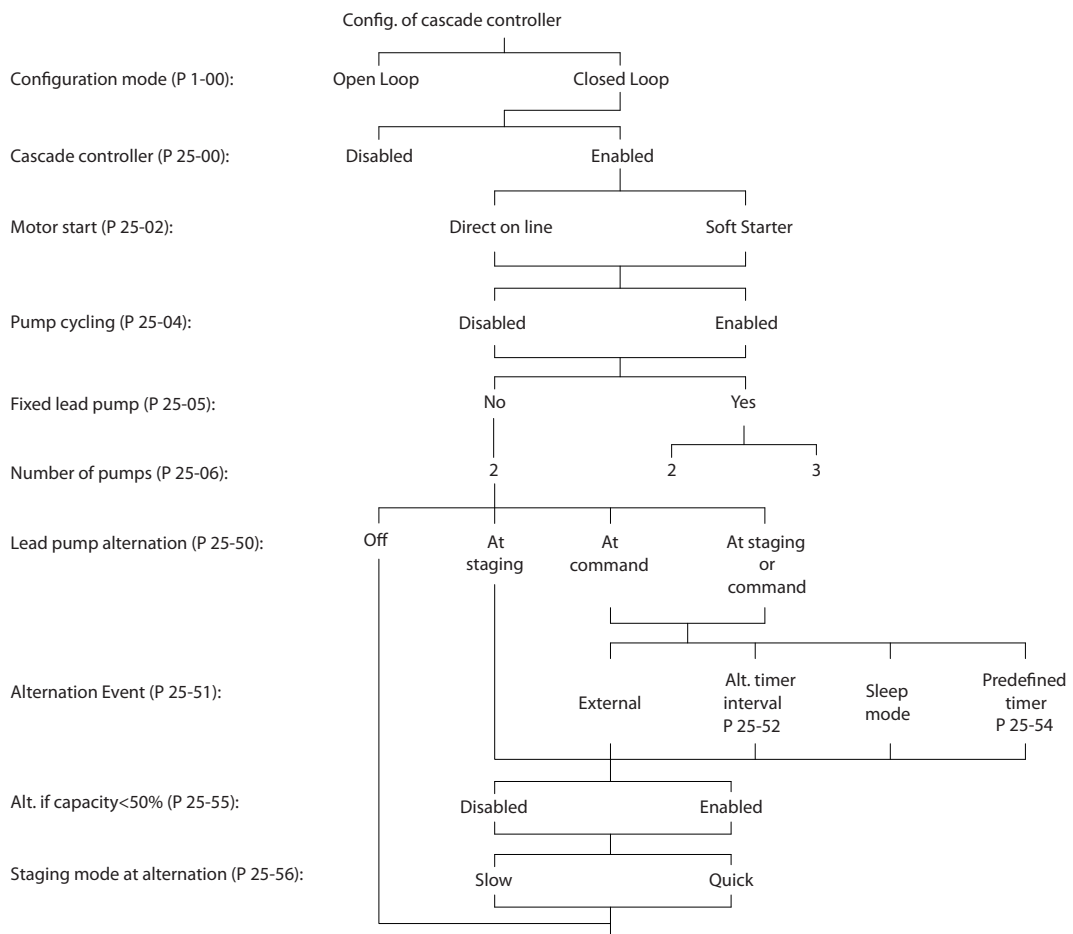 Config. of cascade controller
Configuration mode (P 1-00):
Open Loop
Closed Loop
Cascade controller (P 25-00):
Disabled
Enabled
Motor start (P 25-02):
Direct on line
Soft Starter
Pump cycling (P 25-04):
Disabled
Enabled
Fixed lead pump (P 25-05):
No
Yes
Number of pumps (P 25-06):
2
2
3
Lead pump alternation (P 25-50):
Off
At
staging
At
command
At staging
or
command
Alternation Event (P 25-51):
External
Alt. timer
interval
P 25-52
Sleep
mode
Predefined
timer
P 25-54
Alt. if capacity<50% (P 25-55):
Disabled
Enabled
Staging mode at alternation (P 25-56):
Slow
Quick